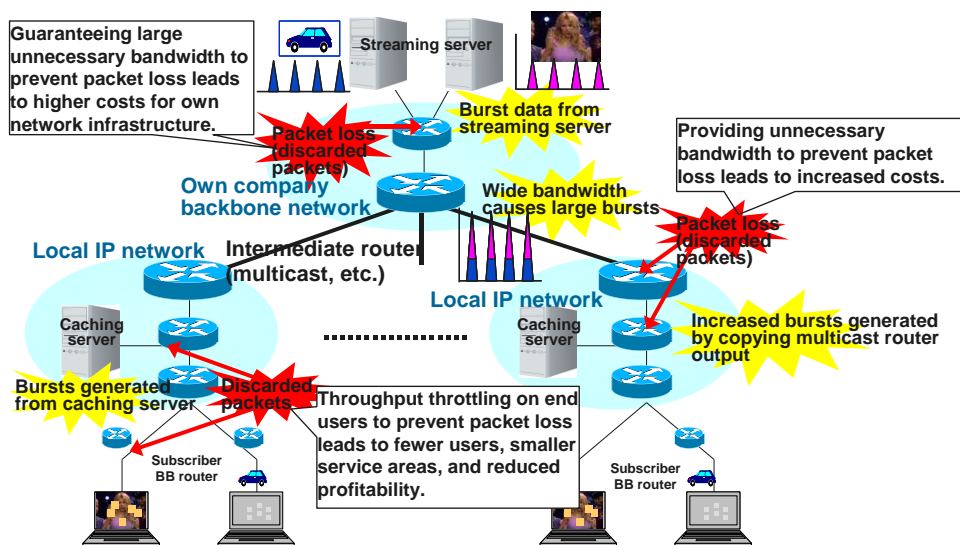 Guaranteeing large
unnecessary bandwidth to
prevent packet loss leads
to higher costs for own
network infrastructure.
Streaming server
Burst data from
streaming server
Packet loss
(discarded
packets)
Providing unnecessary
bandwidth to prevent packet
loss leads to increased costs.
Own company
backbone network
Wide bandwidth
causes large bursts
Packet loss
(discarded
packets)
Local IP network
Intermediate router
(multicast, etc.)
Local IP network
Caching
server
Caching
server
Increased bursts generated
by copying multicast router
output
Bursts generated
from caching server
Discarded
packets
Throughput throttling on end
users to prevent packet loss
leads to fewer users, smaller
service areas, and reduced
profitability.
Subscriber
BB router
Subscriber
BB router